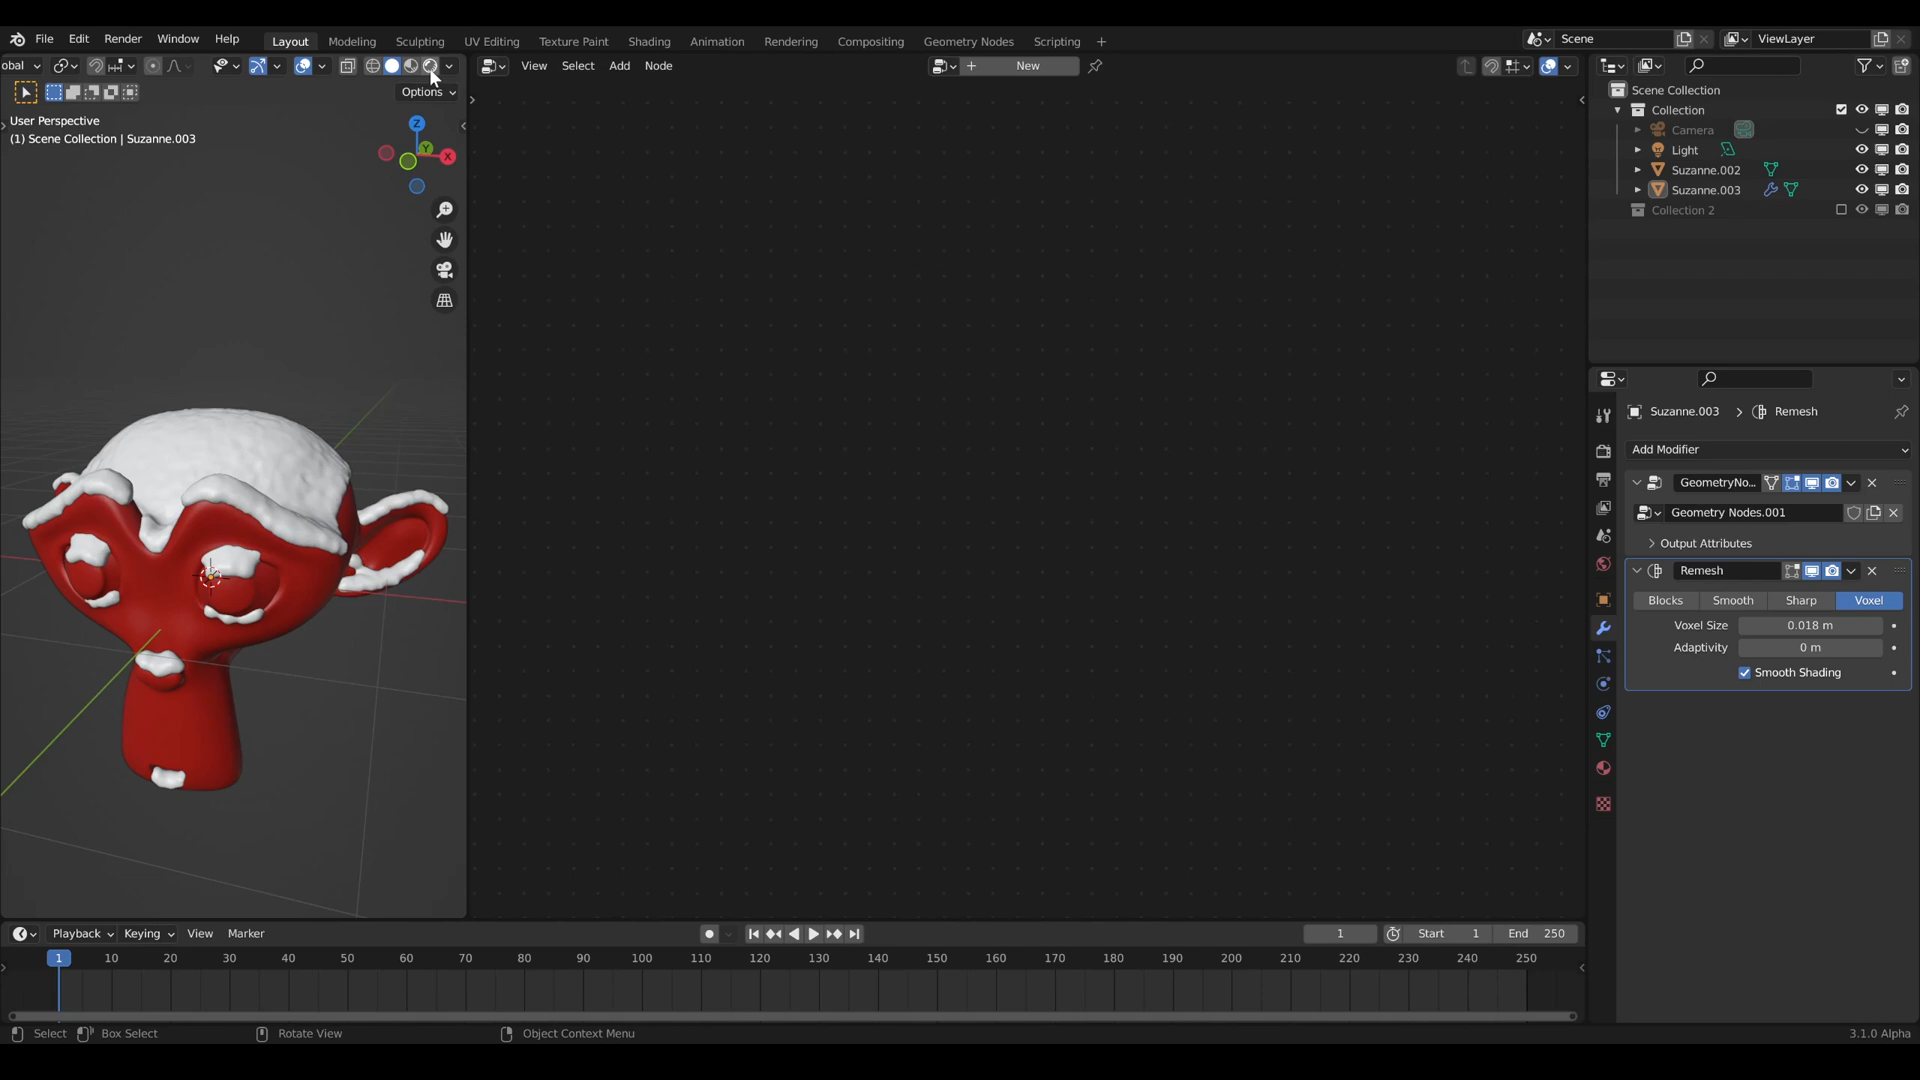 File Edit Render Window Help Layout Modeling Sculpting UV Editing Texture Paint Shading Animation Rendering Compositing Geometry Nodes Scripting Scene ViewLayer
obal View Select Add Node New
Options
User Perspective
(1) Scene Collection | Suzanne.003
Z
Y
X
Scene Collection
Collection
Camera
Light
Suzanne.002
Suzanne.003
Collection 2
Suzanne.003 Remesh
Add Modifier
GeometryNo...
Geometry Nodes.001
Output Attributes
Remesh
Blocks Smooth Sharp Voxel
Voxel Size 0.018 m
Adaptivity 0 m
Smooth Shading
Playback Keying View Marker 1 Start 1 End 250
1 10 20 30 40 50 60 70 80 90 100 110 120 130 140 150 160 170 180 190 200 210 220 230 240 250
Select Box Select Rotate View Object Context Menu 3.1.0 Alpha